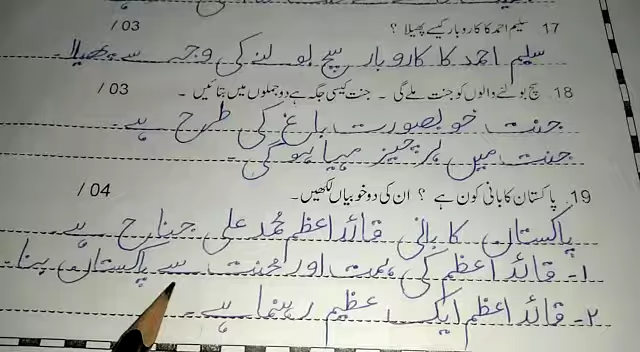 17 سلیم احمد کا کاروبار کیسے پھیلا ؟ 03 /
سلیم احمد کا کاروبار سچ بولنے کی وجہ سے پھیلا۔
18 سچ بولنے والوں کو جنت ملے گی ۔ جنت کیسی جگہ ہے دو جملوں میں بتائیں ۔ 03 /
جنت خوبصورت باغ کی طرح ہے۔
جنت میں ہر چیز مہیا ہوگی۔
19. پاکستان کا بانی کون ہے ؟ ان کی دو خوبیاں لکھیں۔ 04 /
پاکستان کا بانی قائداعظم محمد علی جناح ہے۔
۱۔ قائداعظم کی ہمت اور محنت سے پاکستان بنا۔
۲۔ قائداعظم ایک عظیم رہنما ہے۔